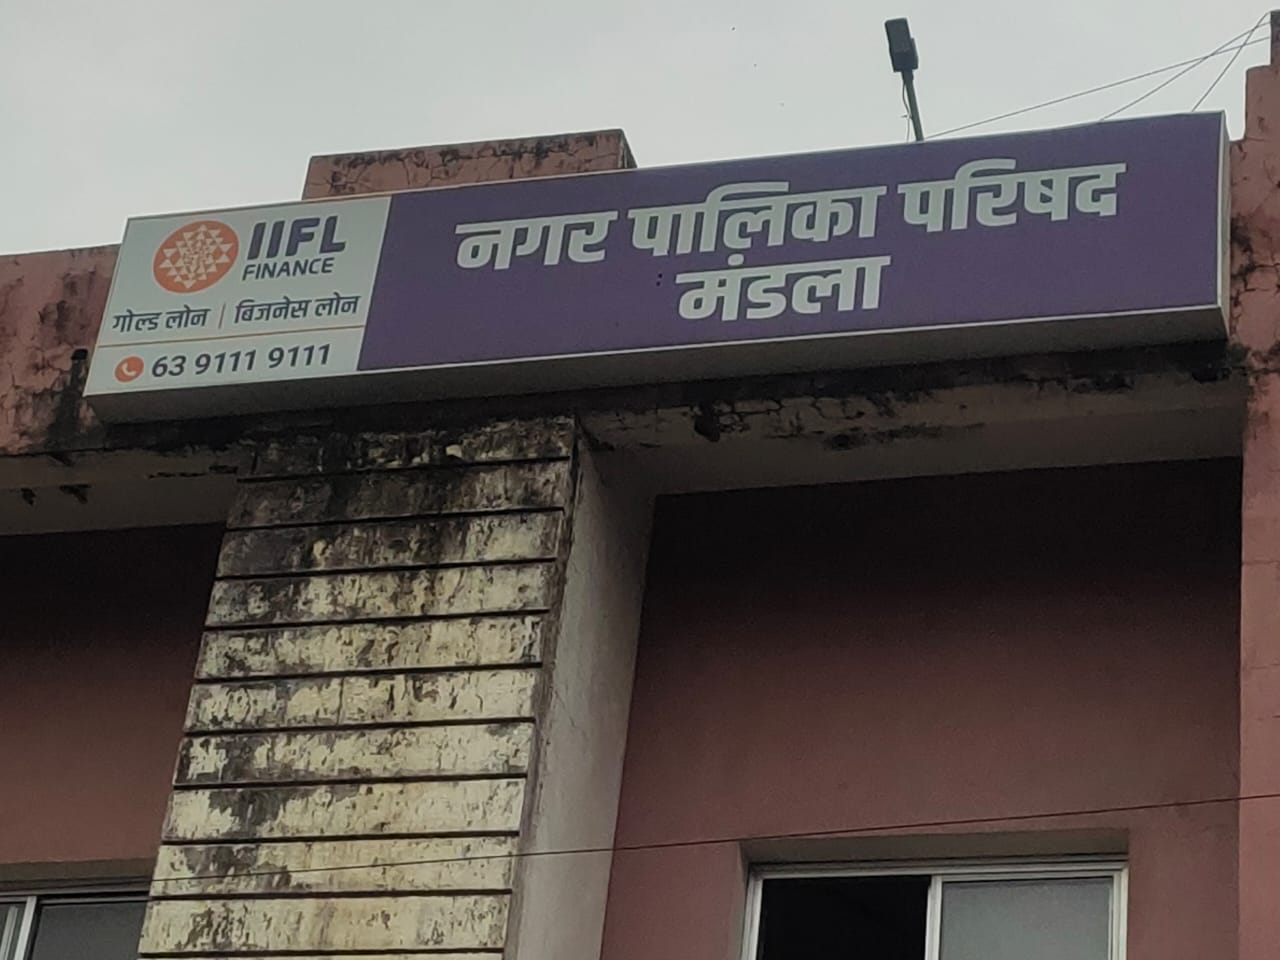 IIFL
FINANCE
गोल्ड लोन | बिजनेस लोन
63 9111 9111
नगर पालिका परिषद
मंडला